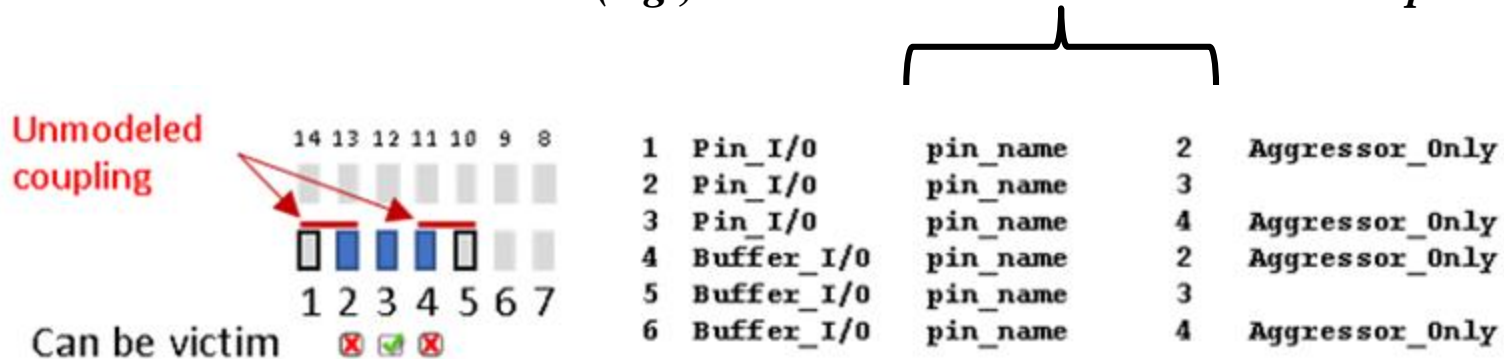 Unmodeled
coupling
14 13 12 11 10 9 8
1 2 3 4 5 6 7
Can be victim
1 Pin_I/O pin_name 2 Aggressor_Only
2 Pin_I/O pin_name 3
3 Pin_I/O pin_name 4 Aggressor_Only
4 Buffer_I/O pin_name 2 Aggressor_Only
5 Buffer_I/O pin_name 3
6 Buffer_I/O pin_name 4 Aggressor_Only